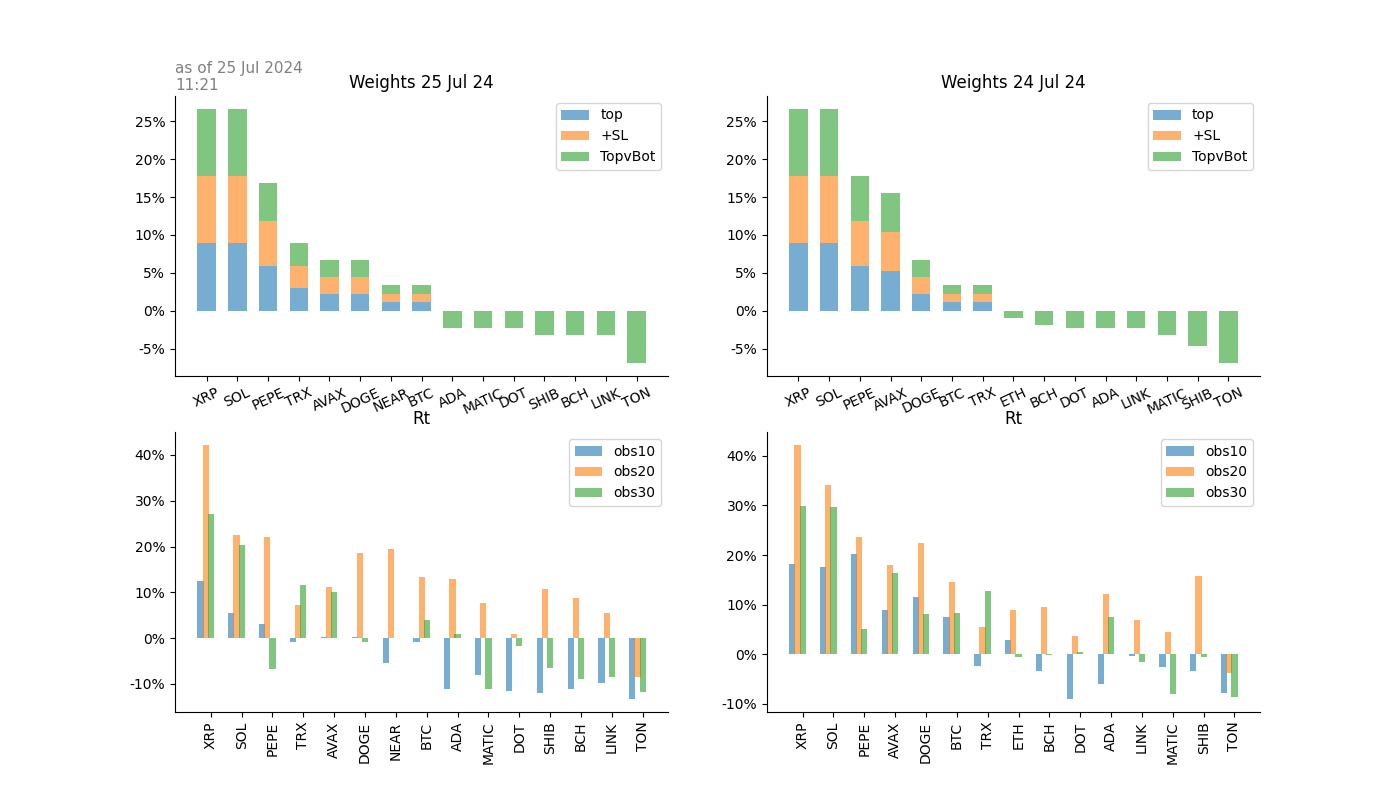 as of 25 Jul 2024
11:21
Weights 25 Jul 24
25%
20%
15%
10%
5%
0%
-5%
top
+SL
TopvBot
XRP SOL PEPE TRX AVAX DOGE NEAR BTC ADA MATIC DOT SHIB BCH LINK TON
Weights 24 Jul 24
25%
20%
15%
10%
5%
0%
-5%
top
+SL
TopvBot
XRP SOL PEPE AVAX DOGE BTC TRX ETH BCH DOT ADA LINK MATIC SHIB TON
Rt
40%
30%
20%
10%
0%
-10%
obs10
obs20
obs30
XRP SOL PEPE TRX AVAX DOGE NEAR BTC ADA MATIC DOT SHIB BCH LINK TON
Rt
40%
30%
20%
10%
0%
-10%
obs10
obs20
obs30
XRP SOL PEPE AVAX DOGE BTC TRX ETH BCH DOT ADA LINK MATIC SHIB TON